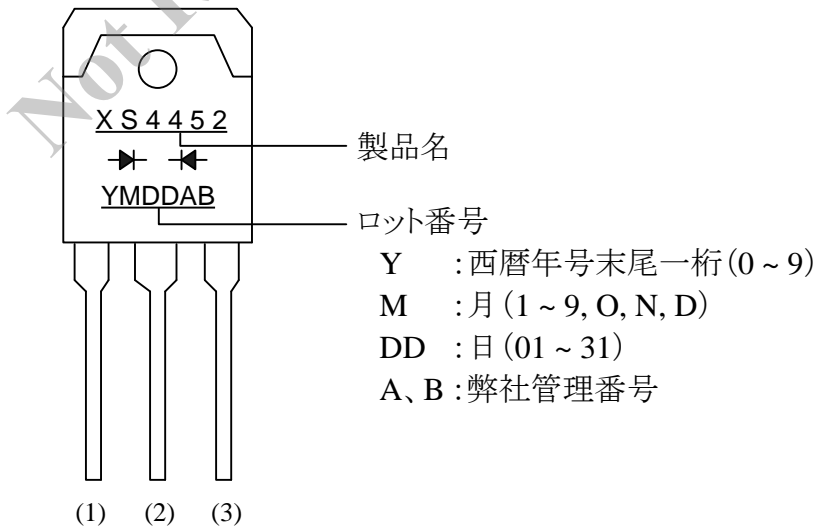 Not
XS4452
製品名
YMDDAB
ロット番号
Y :西暦年号末尾一桁(0 ~ 9)
M :月(1 ~ 9, O, N, D)
DD :日(01 ~ 31)
A、B :弊社管理番号
(1) (2) (3)